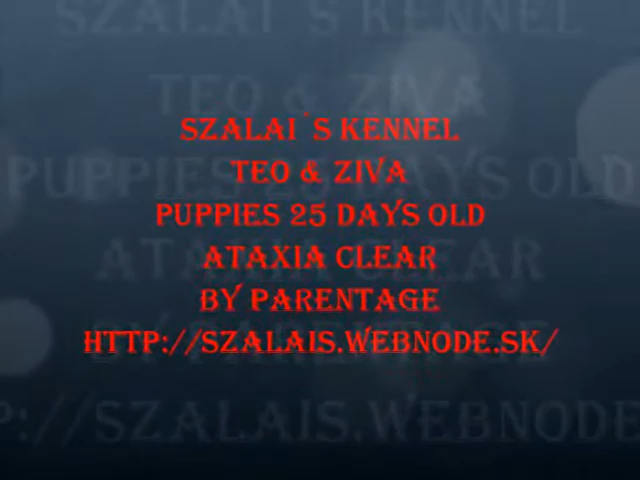 SZALAI`S KENNEL
TEO & ZIVA
PUPPIES 25 DAYS OLD
ATAXIA CLEAR
BY PARENTAGE
HTTP://SZALAIS.WEBNODE.SK/